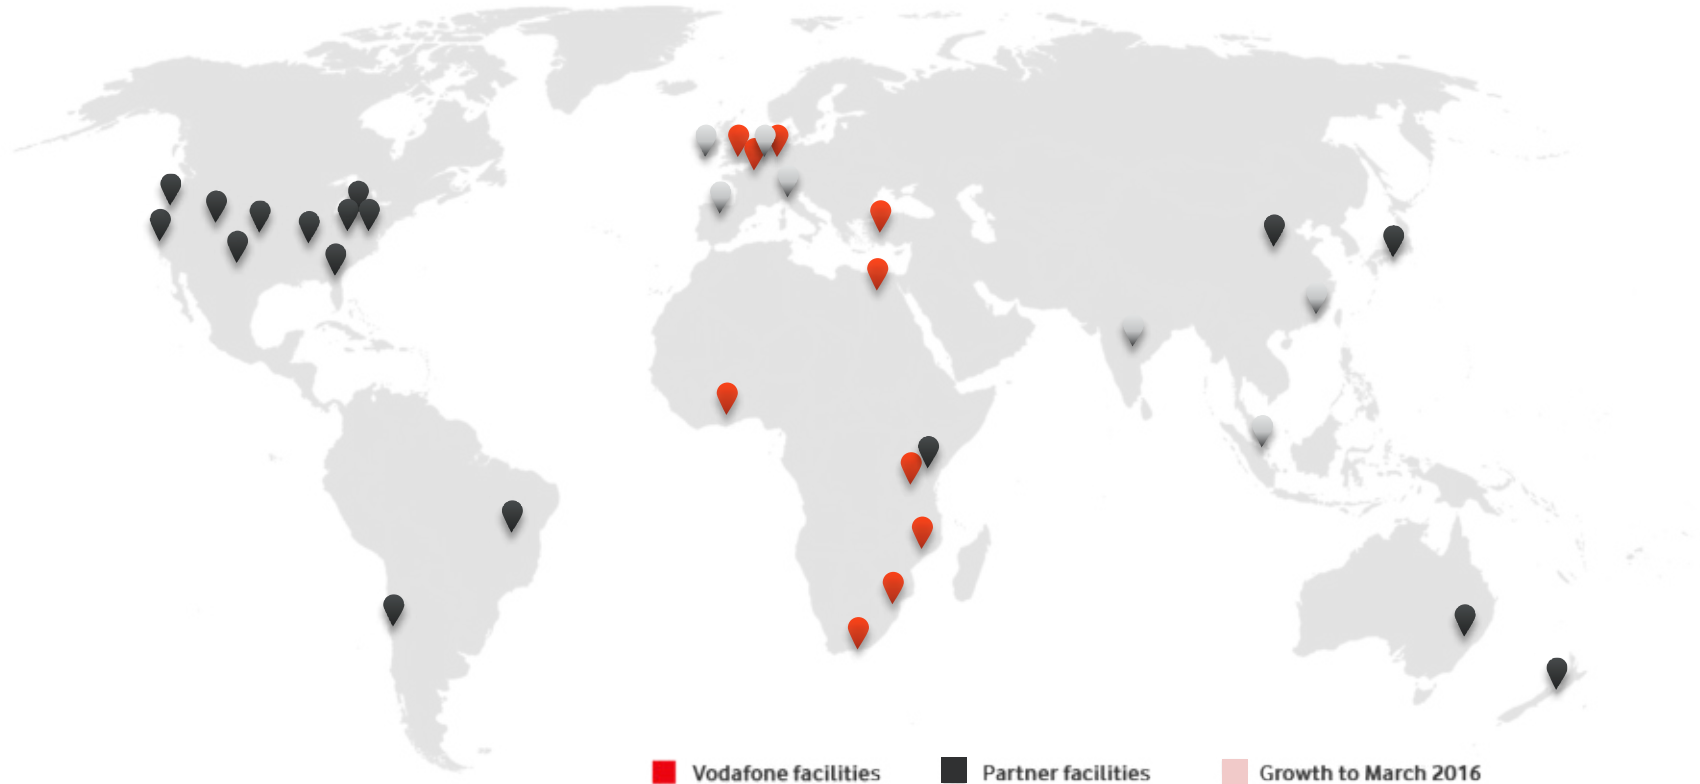 Vodafone facilities
Partner facilities
Growth to March 2016